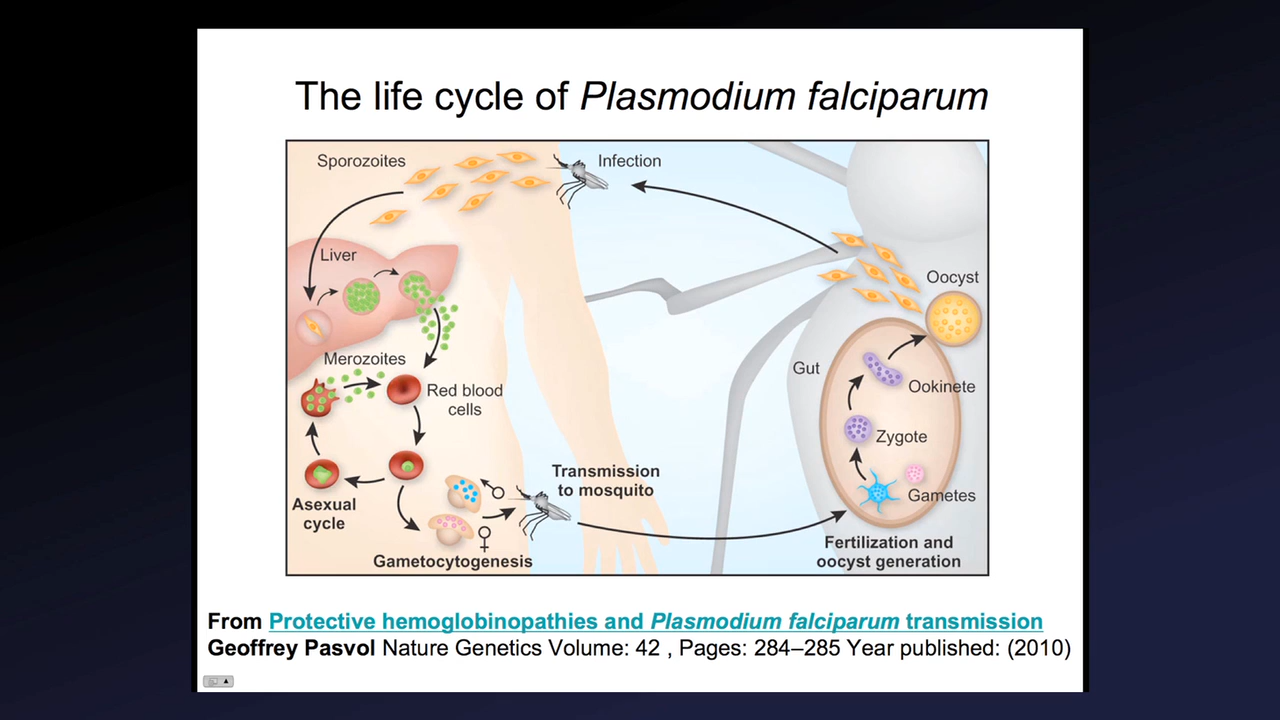 The life cycle of Plasmodium falciparum
Sporozoites
Infection
Liver
Oocyst
Merozoites
Gut
Red blood
cells
Ookinete
Zygote
Transmission
to mosquito
Gametes
Asexual
cycle
Fertilization and
oocyst generation
Gametocytogenesis
From Protective hemoglobinopathies and Plasmodium falciparum transmission
Geoffrey Pasvol Nature Genetics Volume: 42 , Pages: 284–285 Year published: (2010)